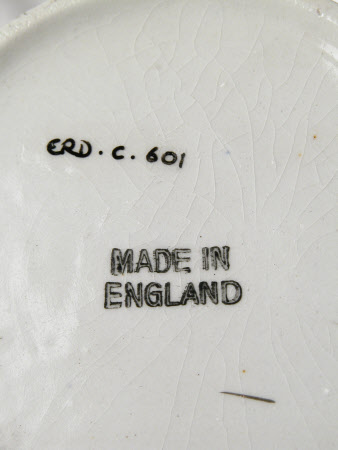 ERD. C. 601
MADE IN
ENGLAND